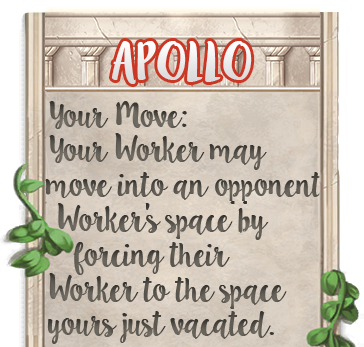 APOLLO
Your Move:
Your Worker may
move into an opponent
Worker's space by
forcing their
Worker to the space
yours just vacated.